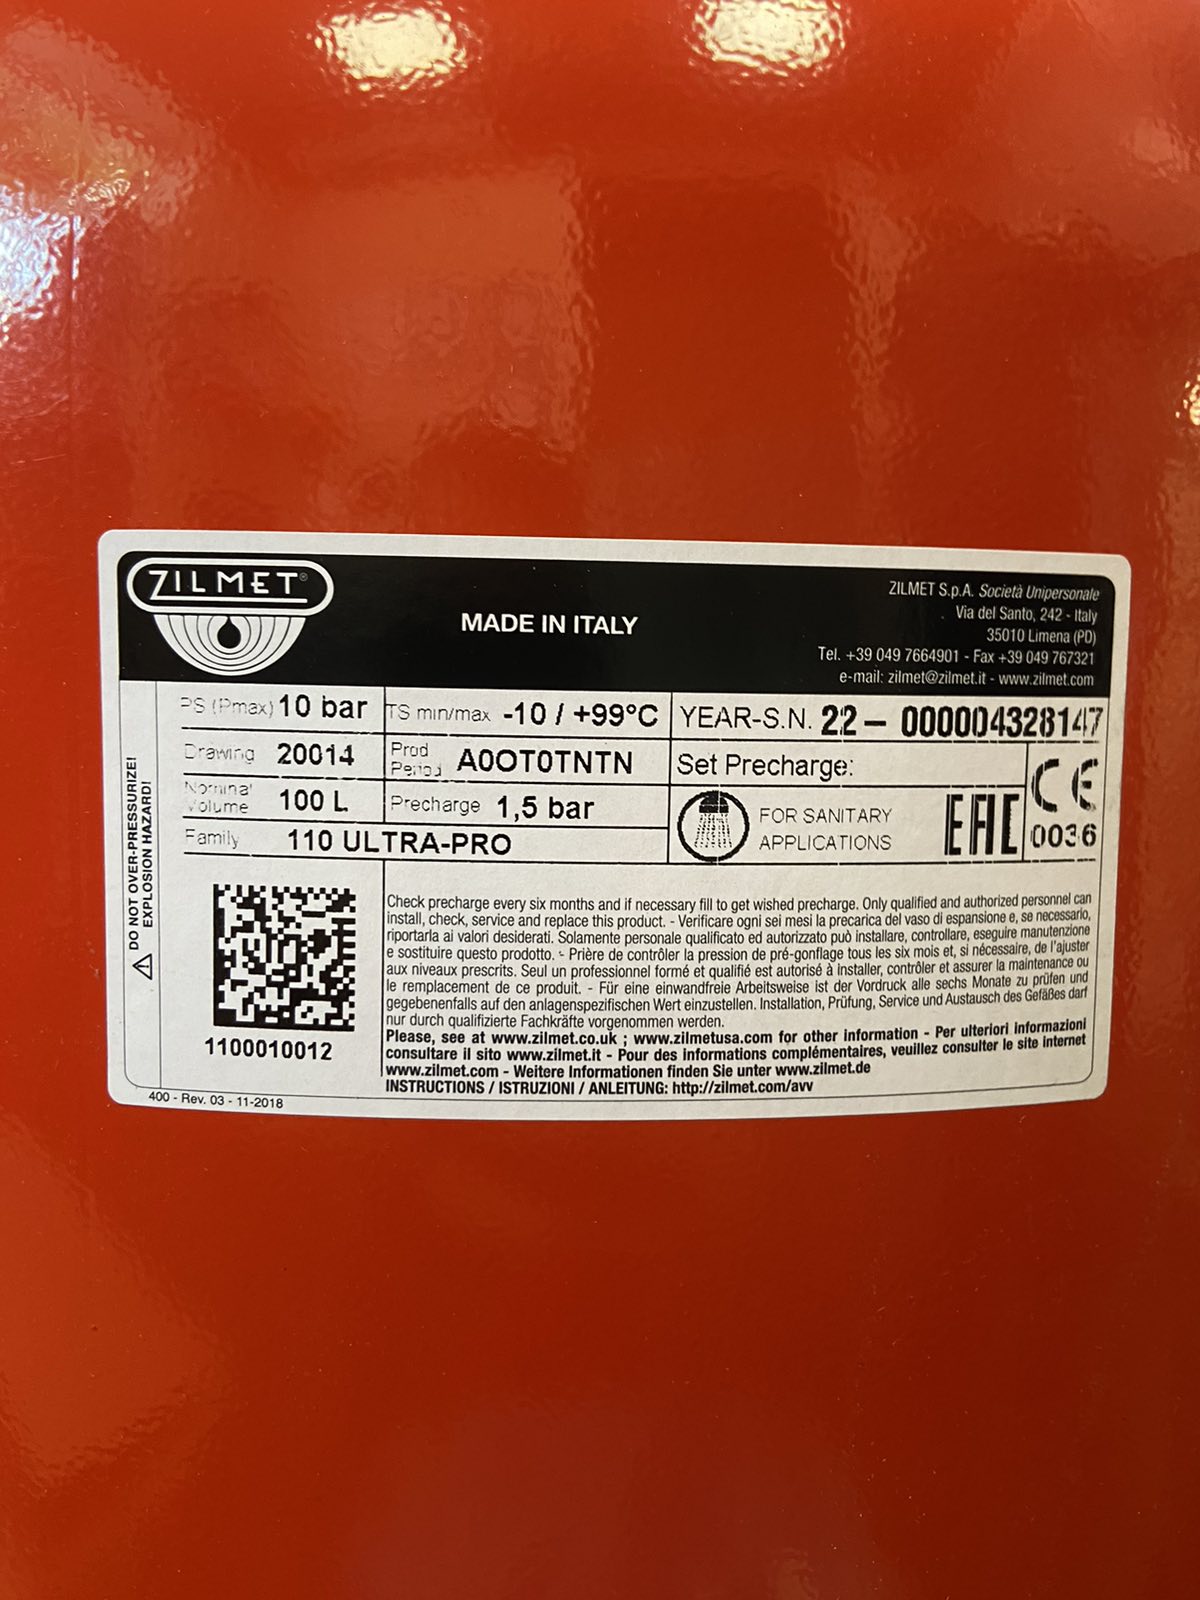 ZILMET®
MADE IN ITALY
ZILMET S.p.A. Società Unipersonale
Via del Santo, 242 - Italy
35010 Limena (PD)
Tel. +39 049 7664901 - Fax +39 049 767321
e-mail: zilmet@zilmet.it - www.zilmet.com
PS (Pmax) 10 bar
TS min/max -10 / +99°C
YEAR-S.N. 22 - 000004328147
Drawing 20014
Prod
Period A0OT0TNTN
Set Precharge:
Nominal
Volume 100 L
Precharge 1,5 bar
FOR SANITARY
APPLICATIONS
EAC
CE
0036
Family 110 ULTRA-PRO
DO NOT OVER-PRESSURIZE!
EXPLOSION HAZARD!
1100010012
Check precharge every six months and if necessary fill to get wished precharge. Only qualified and authorized personnel can
install, check, service and replace this product. - Verificare ogni sei mesi la precarica del vaso di espansione e, se necessario,
riportarla ai valori desiderati. Solamente personale qualificato ed autorizzato può installare, controllare, eseguire manutenzione
e sostituire questo prodotto. - Prière de contrôler la pression de pré-gonflage tous les six mois et, si nécessaire, de l'ajuster
aux niveaux prescrits. Seul un professionnel formé et qualifié est autorisé à installer, contrôler et assurer la maintenance ou
le remplacement de ce produit. - Für eine einwandfreie Arbeitsweise ist der Vordruck alle sechs Monate zu prüfen und
gegebenenfalls auf den anlagenspezifischen Wert einzustellen. Installation, Prüfung, Service und Austausch des Gefäßes darf
nur durch qualifizierte Fachkräfte vorgenommen werden.
Please, see at www.zilmet.co.uk ; www.zilmetusa.com for other information - Per ulteriori informazioni
consultare il sito www.zilmet.it - Pour des informations complémentaires, veuillez consulter le site internet
www.zilmet.com - Weitere Informationen finden Sie unter www.zilmet.de
INSTRUCTIONS / ISTRUZIONI / ANLEITUNG: http://zilmet.com/avv
400 - Rev. 03 - 11-2018